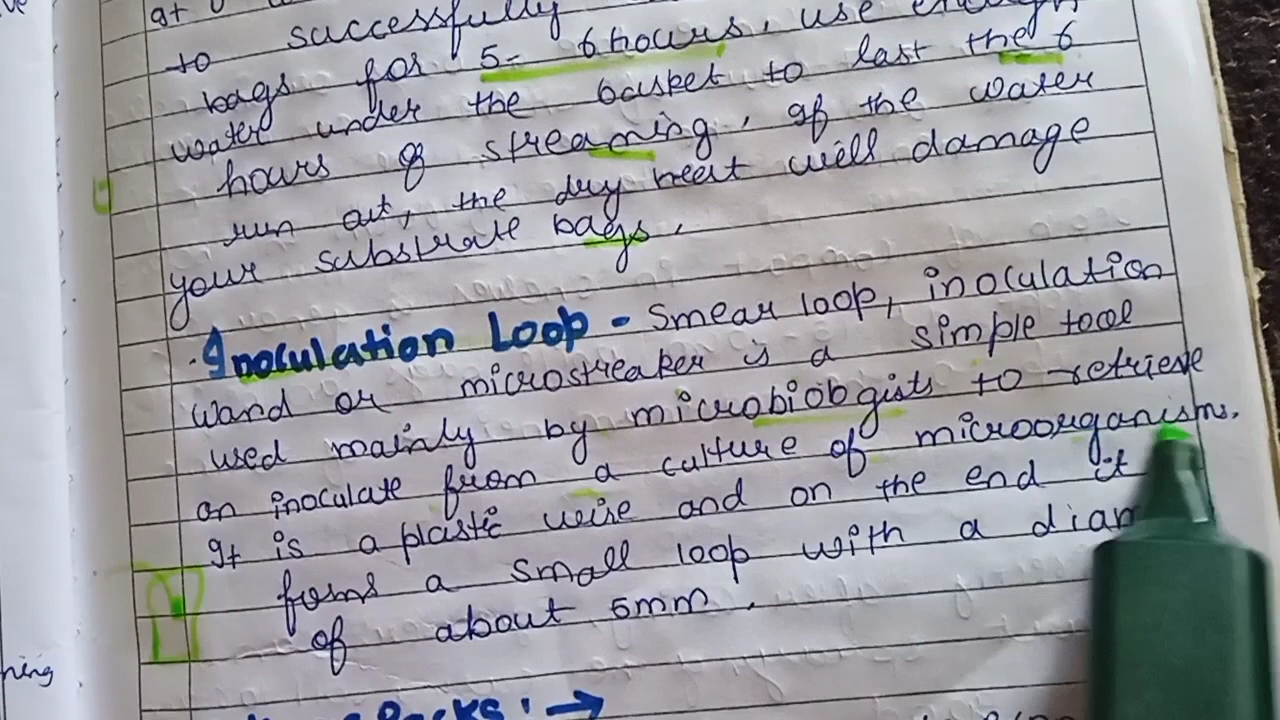 to successfully
bags for 5-6 hours, use enough
water under the basket to last the 6
hours of streaming, If the water
run out, the dry heat will damage
your substrate bags.
Inoculation Loop - Smear loop, inoculation
wand or microstreaker is a simple tool
used mainly by microbiobgists to retrieve
an inoculate from a culture of microorganisms.
It is a plastic wire and on the end it
forms a small loop with a diam
of about 5mm.
ning
Packs : →